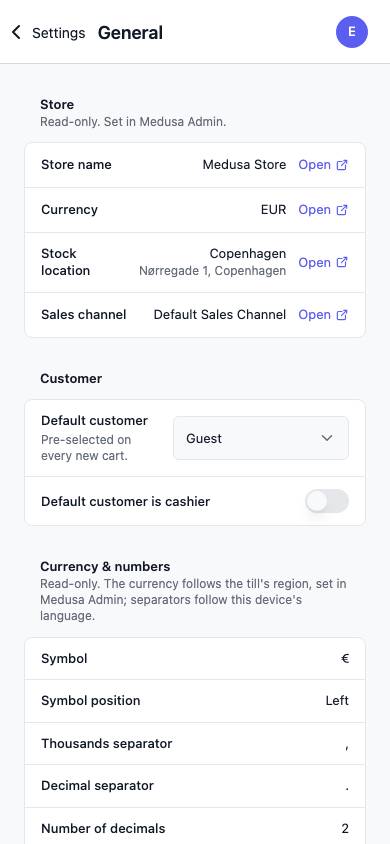 Settings General E
Store
Read-only. Set in Medusa Admin.
Store name Medusa Store Open
Currency EUR Open
Stock location Copenhagen Open
Nørregade 1, Copenhagen
Sales channel Default Sales Channel Open
Customer
Default customer
Pre-selected on
every new cart.
Guest
Default customer is cashier
Currency & numbers
Read-only. The currency follows the till's region, set in
Medusa Admin; separators follow this device's
language.
Symbol €
Symbol position Left
Thousands separator ,
Decimal separator .
Number of decimals 2